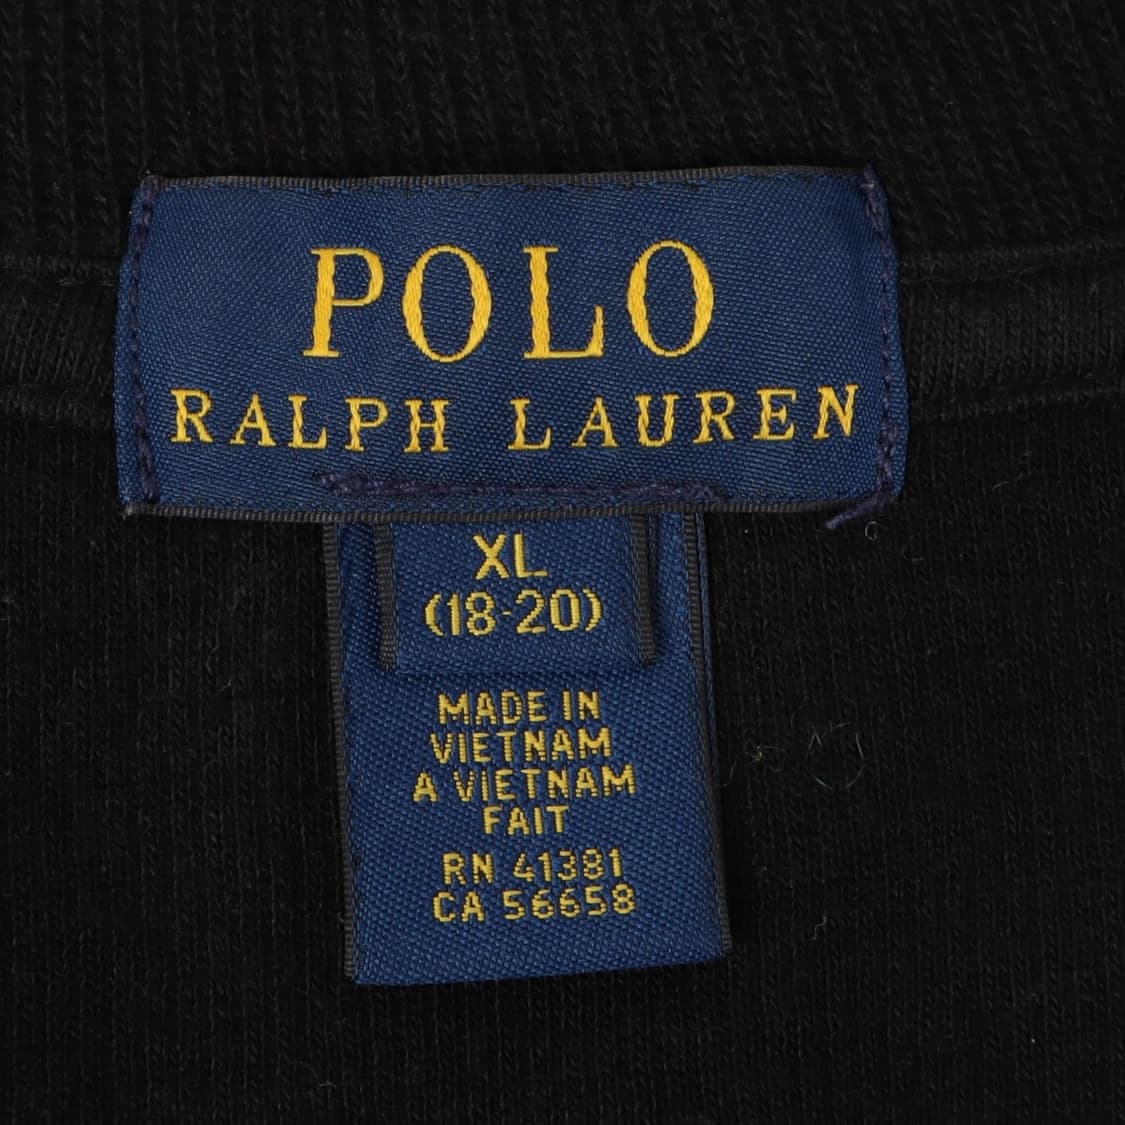 POLO
RALPH LAUREN
XL
(18-20)
MADE IN
VIETNAM
A VIETNAM
FAIT
RN 41381
CA 56658